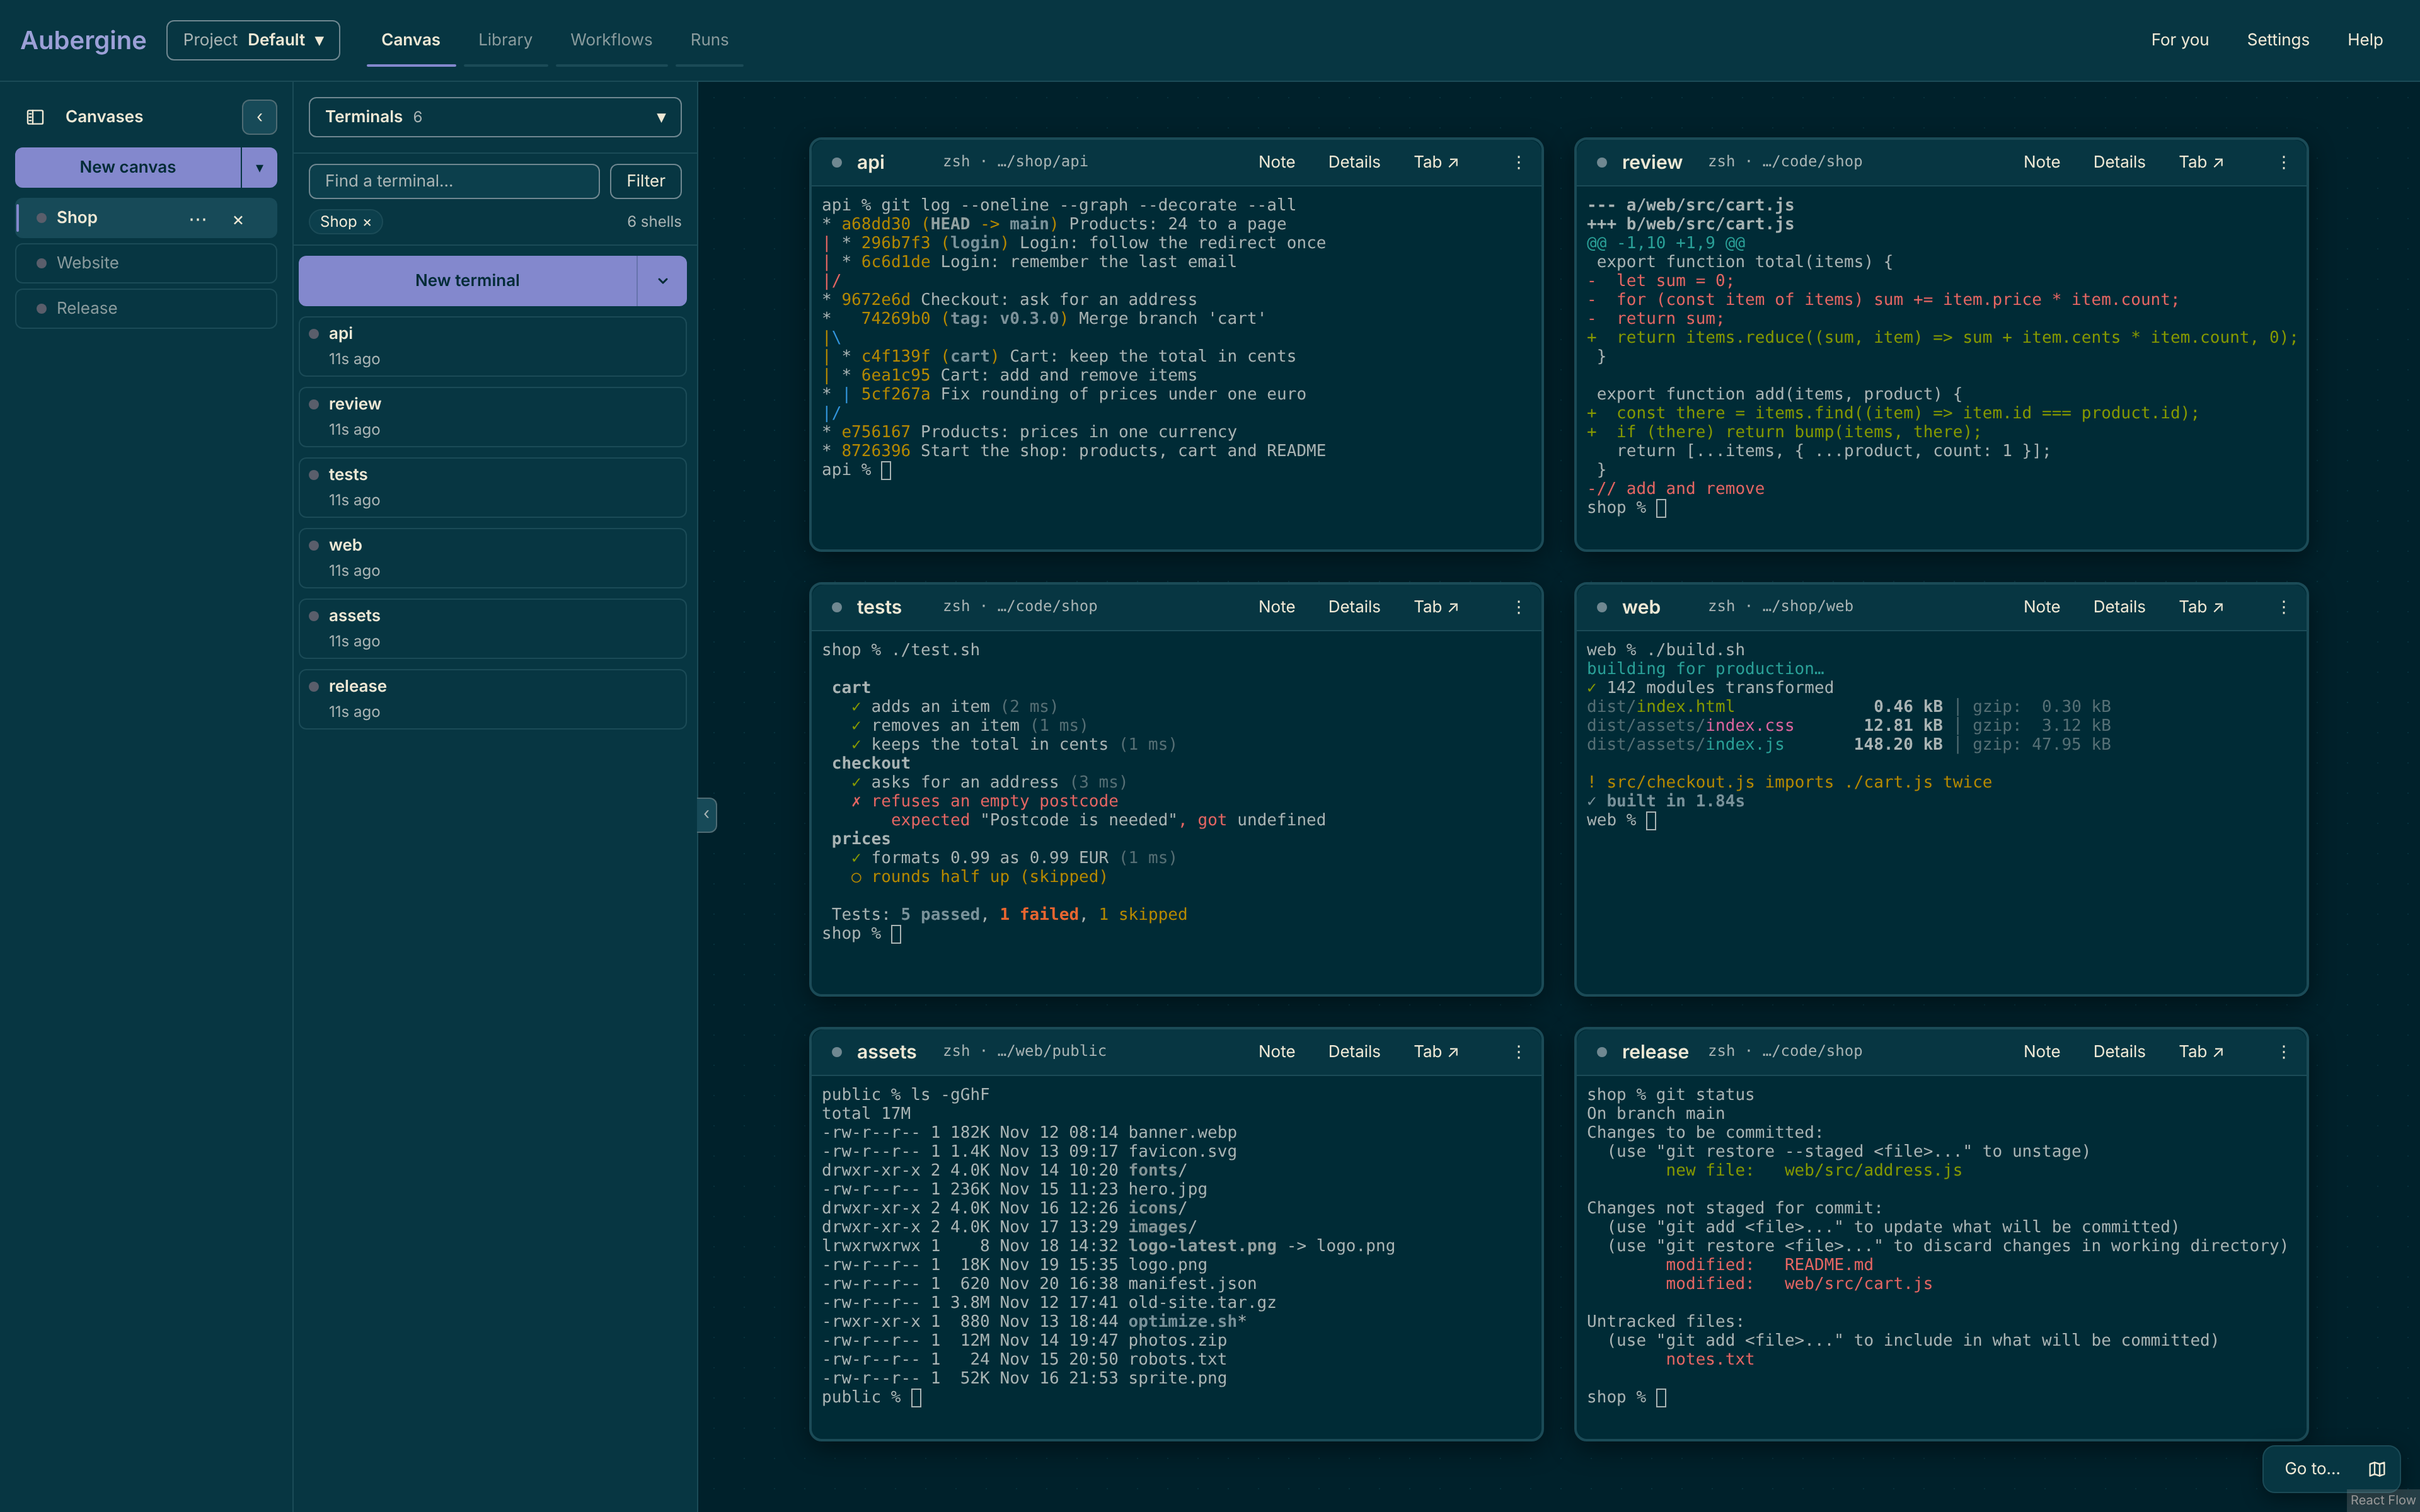 Aubergine Project Default ▾ Canvas Library Workflows Runs For you Settings Help
Canvases
New canvas ▾
Shop ⋯ ×
Website
Release
Terminals 6 ▾
Find a terminal... Filter
Shop × 6 shells
New terminal
api
11s ago
review
11s ago
tests
11s ago
web
11s ago
assets
11s ago
release
11s ago
api zsh · …/shop/api Note Details Tab ↗ ⋮
api % git log --oneline --graph --decorate --all
* a68dd30 (HEAD -> main) Products: 24 to a page
| * 296b7f3 (login) Login: follow the redirect once
| * 6c6d1de Login: remember the last email
|/
* 9672e6d Checkout: ask for an address
*   74269b0 (tag: v0.3.0) Merge branch 'cart'
|\
| * c4f139f (cart) Cart: keep the total in cents
| * 6ea1c95 Cart: add and remove items
* | 5cf267a Fix rounding of prices under one euro
|/
* e756167 Products: prices in one currency
* 8726396 Start the shop: products, cart and README
api %
review zsh · …/code/shop Note Details Tab ↗ ⋮
--- a/web/src/cart.js
+++ b/web/src/cart.js
@@ -1,10 +1,9 @@
 export function total(items) {
-  let sum = 0;
-  for (const item of items) sum += item.price * item.count;
-  return sum;
+  return items.reduce((sum, item) => sum + item.cents * item.count, 0);
 }
 export function add(items, product) {
+  const there = items.find((item) => item.id === product.id);
+  if (there) return bump(items, there);
   return [...items, { ...product, count: 1 }];
 }
-// add and remove
shop %
tests zsh · …/code/shop Note Details Tab ↗ ⋮
shop % ./test.sh
cart
✓ adds an item (2 ms)
✓ removes an item (1 ms)
✓ keeps the total in cents (1 ms)
checkout
✓ asks for an address (3 ms)
✗ refuses an empty postcode
expected "Postcode is needed", got undefined
prices
✓ formats 0.99 as 0.99 EUR (1 ms)
○ rounds half up (skipped)
Tests: 5 passed, 1 failed, 1 skipped
shop %
web zsh · …/shop/web Note Details Tab ↗ ⋮
web % ./build.sh
building for production…
✓ 142 modules transformed
dist/index.html 0.46 kB │ gzip: 0.30 kB
dist/assets/index.css 12.81 kB │ gzip: 3.12 kB
dist/assets/index.js 148.20 kB │ gzip: 47.95 kB
! src/checkout.js imports ./cart.js twice
✓ built in 1.84s
web %
assets zsh · …/web/public Note Details Tab ↗ ⋮
public % ls -gGhF
total 17M
-rw-r--r-- 1 182K Nov 12 08:14 banner.webp
-rw-r--r-- 1 1.4K Nov 13 09:17 favicon.svg
drwxr-xr-x 2 4.0K Nov 14 10:20 fonts/
-rw-r--r-- 1 236K Nov 15 11:23 hero.jpg
drwxr-xr-x 2 4.0K Nov 16 12:26 icons/
drwxr-xr-x 2 4.0K Nov 17 13:29 images/
lrwxrwxrwx 1    8 Nov 18 14:32 logo-latest.png -> logo.png
-rw-r--r-- 1  18K Nov 19 15:35 logo.png
-rw-r--r-- 1  620 Nov 20 16:38 manifest.json
-rw-r--r-- 1 3.8M Nov 12 17:41 old-site.tar.gz
-rwxr-xr-x 1  880 Nov 13 18:44 optimize.sh*
-rw-r--r-- 1  12M Nov 14 19:47 photos.zip
-rw-r--r-- 1   24 Nov 15 20:50 robots.txt
-rw-r--r-- 1  52K Nov 16 21:53 sprite.png
public %
release zsh · …/code/shop Note Details Tab ↗ ⋮
shop % git status
On branch main
Changes to be committed:
  (use "git restore --staged <file>..." to unstage)
        new file:   web/src/address.js
Changes not staged for commit:
  (use "git add <file>..." to update what will be committed)
  (use "git restore <file>..." to discard changes in working directory)
        modified:   README.md
        modified:   web/src/cart.js
Untracked files:
  (use "git add <file>..." to include in what will be committed)
        notes.txt
shop %
Go to...
React Flow